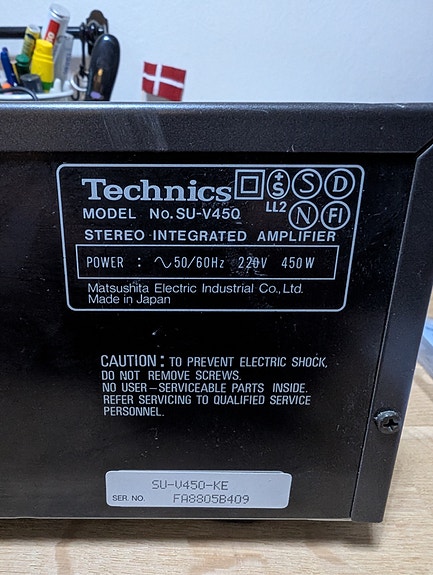 Technics +S S D
LL2 N FI
MODEL No. SU-V450
STEREO INTEGRATED AMPLIFIER
POWER : ∿50/60Hz 220V 450W
Matsushita Electric Industrial Co., Ltd.
Made in Japan
CAUTION: TO PREVENT ELECTRIC SHOCK,
DO NOT REMOVE SCREWS.
NO USER-SERVICEABLE PARTS INSIDE.
REFER SERVICING TO QUALIFIED SERVICE
PERSONNEL.
SU-V450-KE
SER. NO. FA8805B409